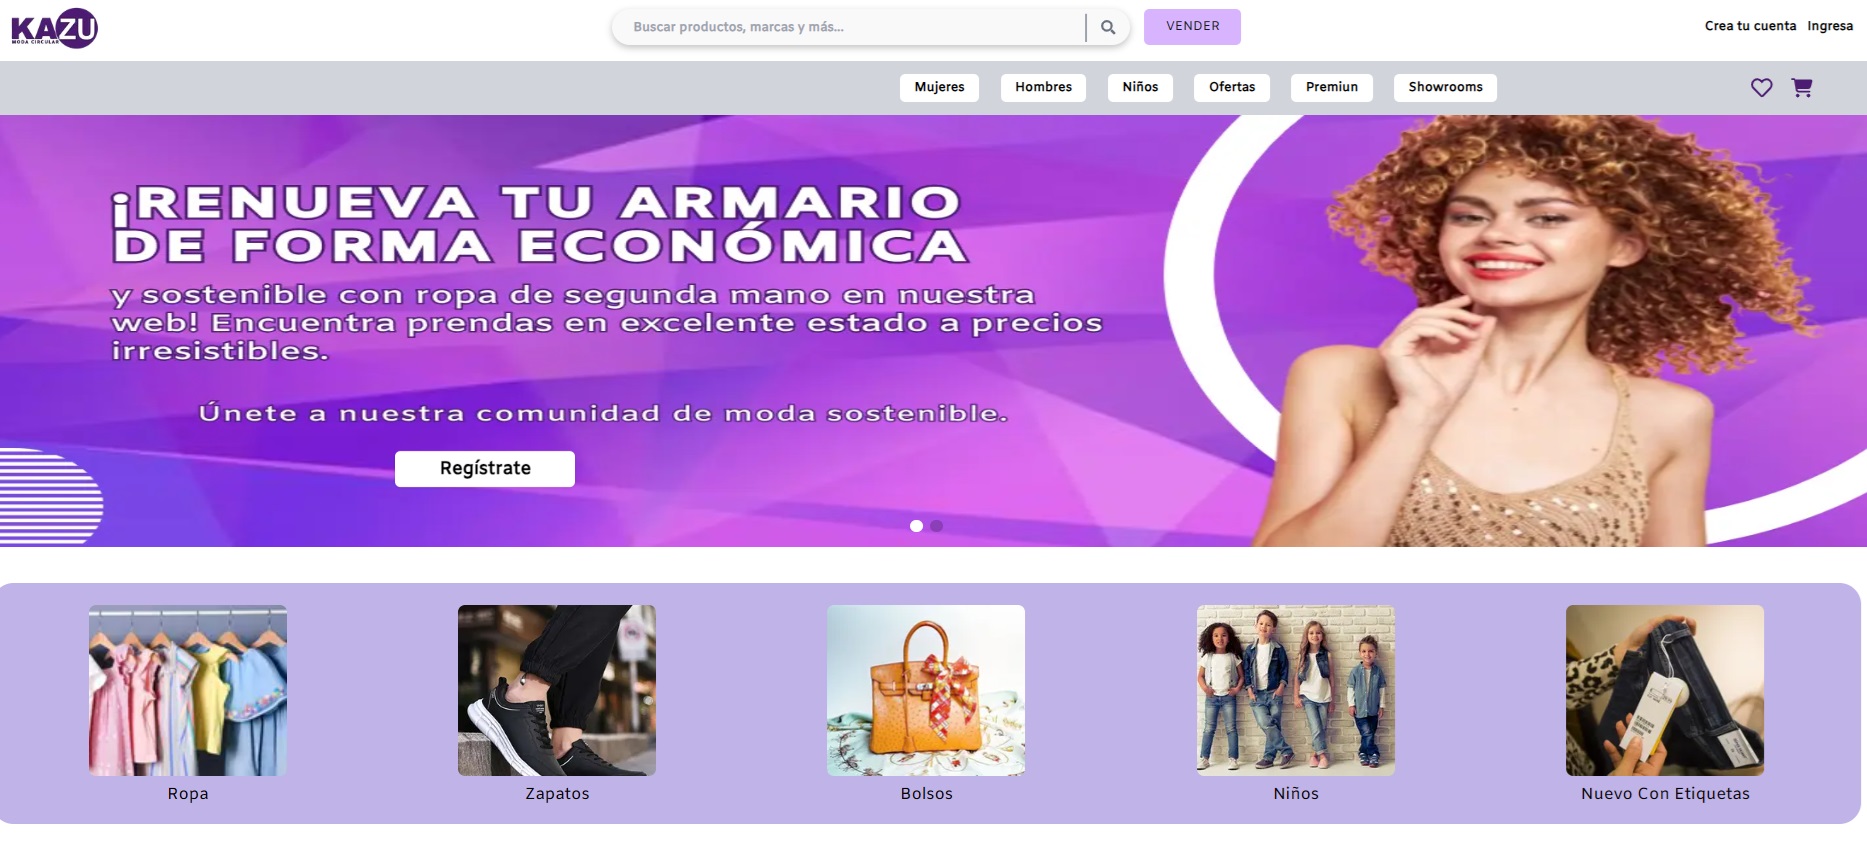 KAZU
MODA CIRCULAR
Buscar productos, marcas y más...
VENDER
Crea tu cuenta
Ingresa
Mujeres
Hombres
Niños
Ofertas
Premiun
Showrooms
¡RENUEVA TU ARMARIO
DE FORMA ECONÓMICA
y sostenible con ropa de segunda mano en nuestra
web! Encuentra prendas en excelente estado a precios
irresistibles.
Únete a nuestra comunidad de moda sostenible.
Regístrate
Ropa
Zapatos
Bolsos
Niños
Nuevo Con Etiquetas